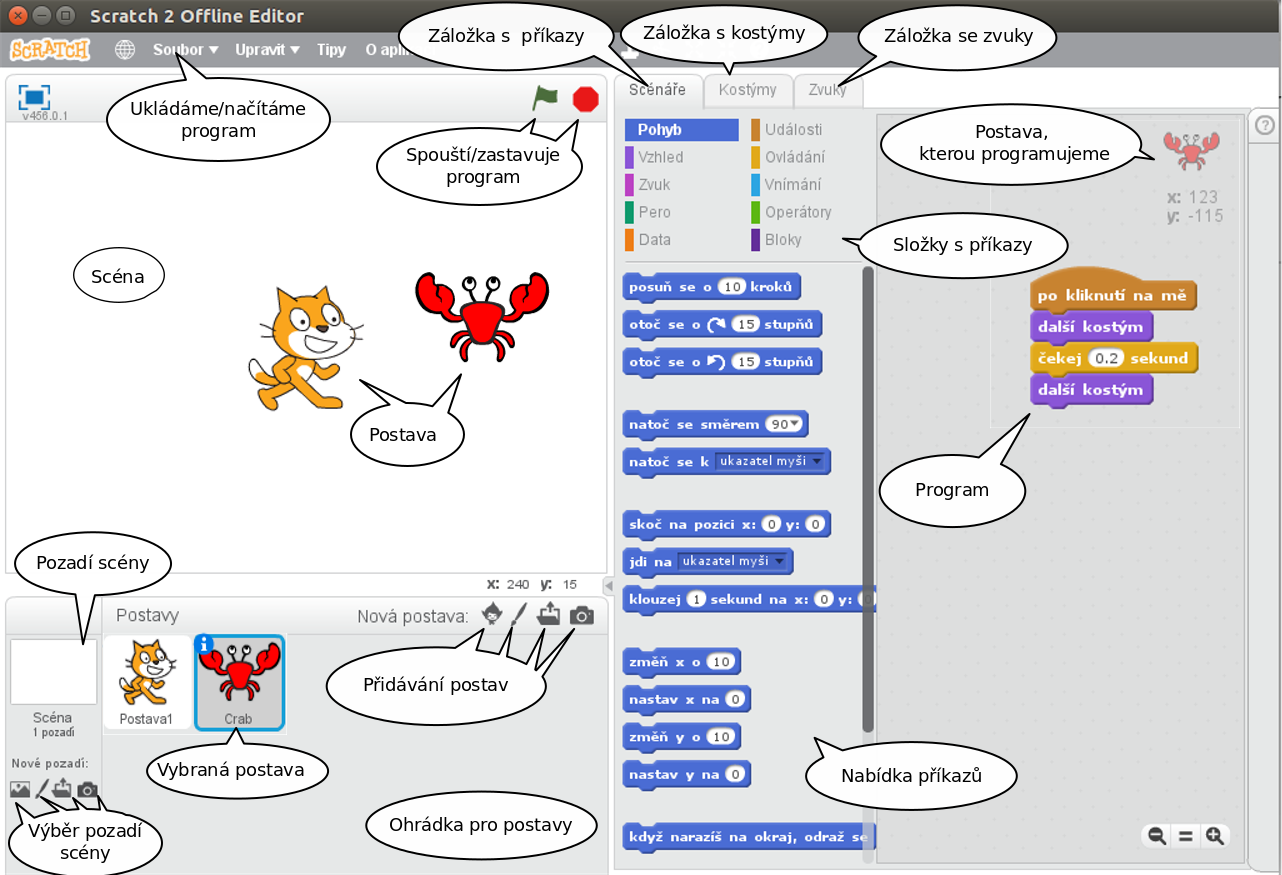 Scratch 2 Offline Editor
SCRATCH
Soubor ▼ Upravit ▼ Tipy O apli
Záložka s příkazy
Záložka s kostýmy
Záložka se zvuky
Ukládáme/načítáme
program
v456.0.1
Spouští/zastavuje
program
Scéna
Postava
x: 240 y: 15
Pozadí scény
Scéna
1 pozadí
Nové pozadí:
Výběr pozadí
scény
Postavy
Nová postava:
Přidávání postav
Postava1
Crab
Vybraná postava
Ohrádka pro postavy
Scénáře
Kostýmy
Zvuky
Pohyb
Vzhled
Zvuk
Pero
Data
Události
Ovládání
Vnímání
Operátory
Bloky
Složky s příkazy
posuň se o 10 kroků
otoč se o 15 stupňů
otoč se o 15 stupňů
natoč se směrem 90▼
natoč se k ukazatel myši
skoč na pozici x: 0 y: 0
jdi na ukazatel myši
klouzej 1 sekund na x: 0 y:
změň x o 10
nastav x na 0
změň y o 10
nastav y na 0
když narazíš na okraj, odraž se
Nabídka příkazů
Postava,
kterou programujeme
x: 123
y: -115
po kliknutí na mě
další kostým
čekej 0.2 sekund
další kostým
Program